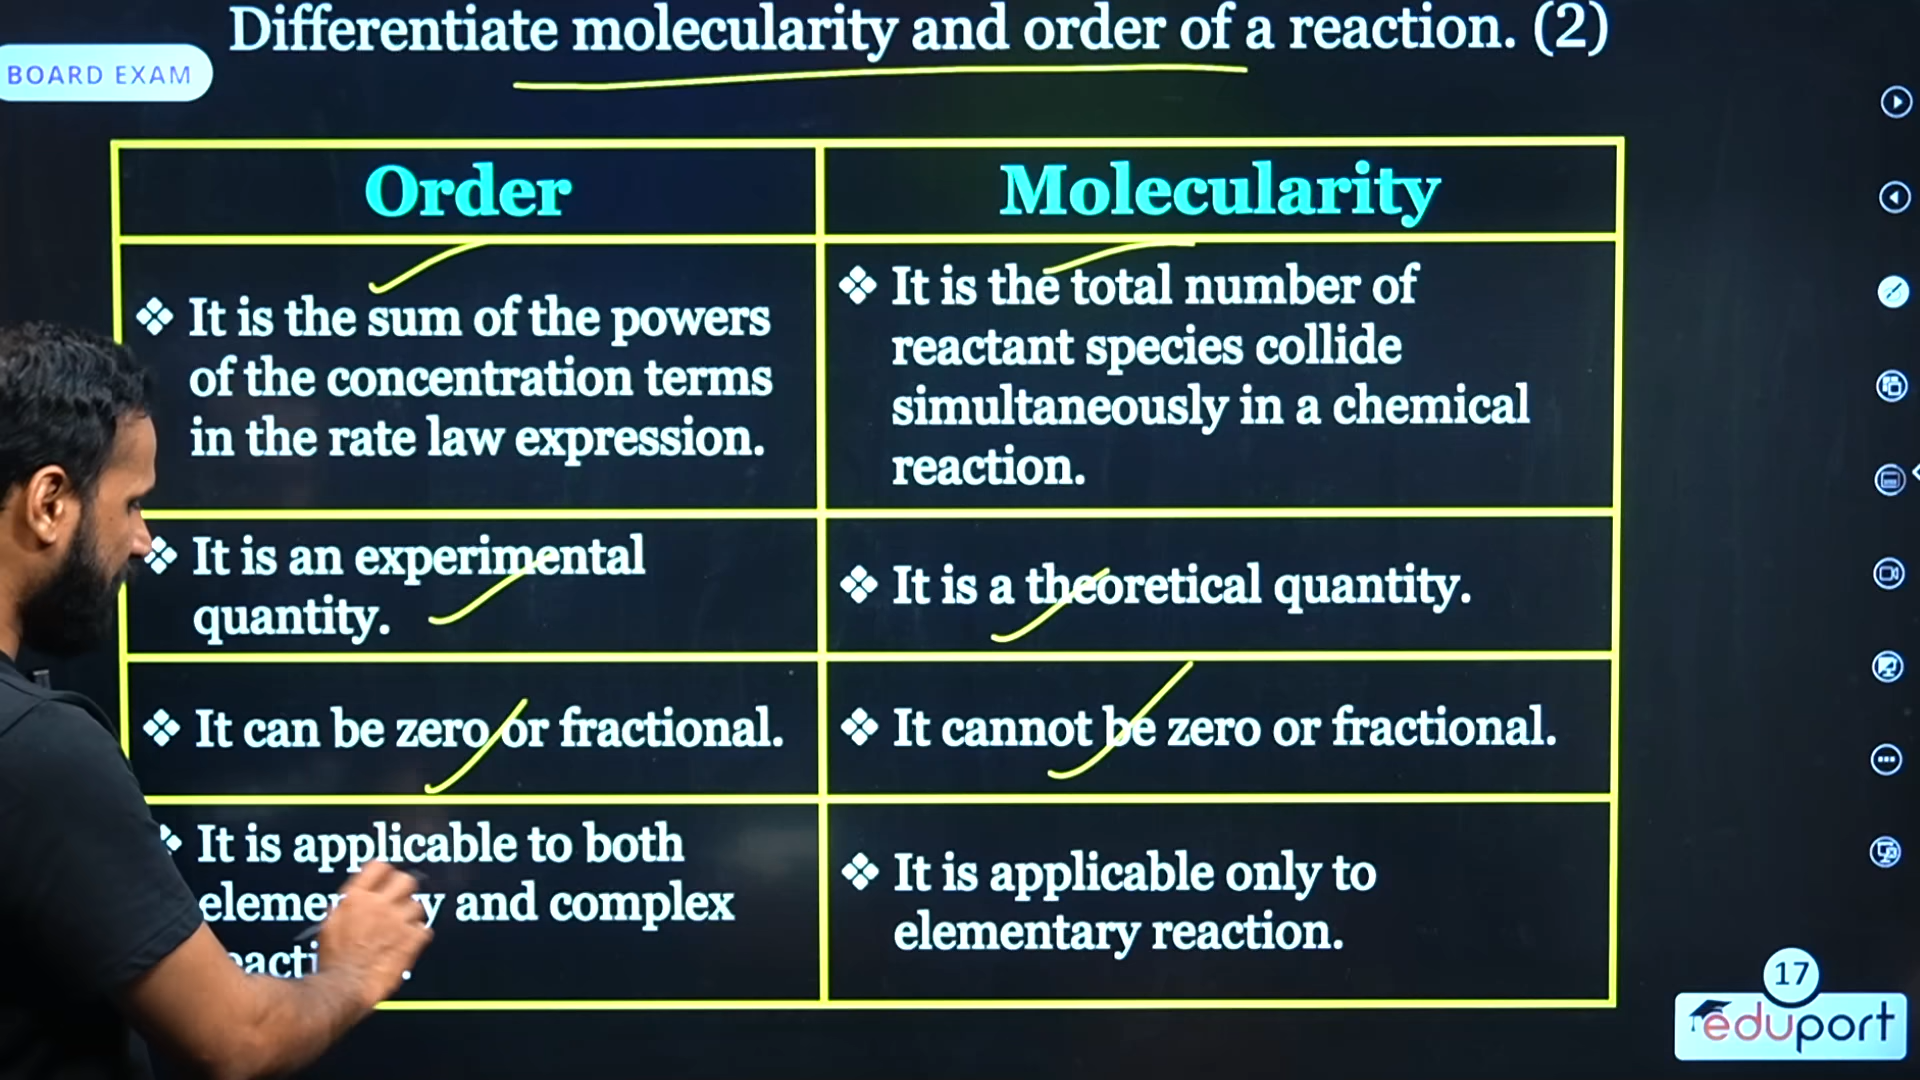 Differentiate molecularity and order of a reaction. (2)
BOARD EXAM
Order
Molecularity
❖ It is the sum of the powers
of the concentration terms
in the rate law expression.
❖ It is the total number of
reactant species collide
simultaneously in a chemical
reaction.
❖ It is an experimental
quantity.
❖ It is a theoretical quantity.
❖ It can be zero or fractional.
❖ It cannot be zero or fractional.
❖ It is applicable to both
and complex
❖ It is applicable only to
elementary reaction.
17
eduport